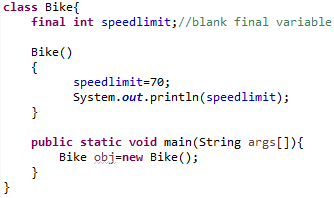 class Bike{
final int speedlimit;//blank final variable
Bike()
{
speedlimit=70;
System.out.println(speedlimit);
}
public static void main(String args[]){
Bike obj=new Bike();
}
}